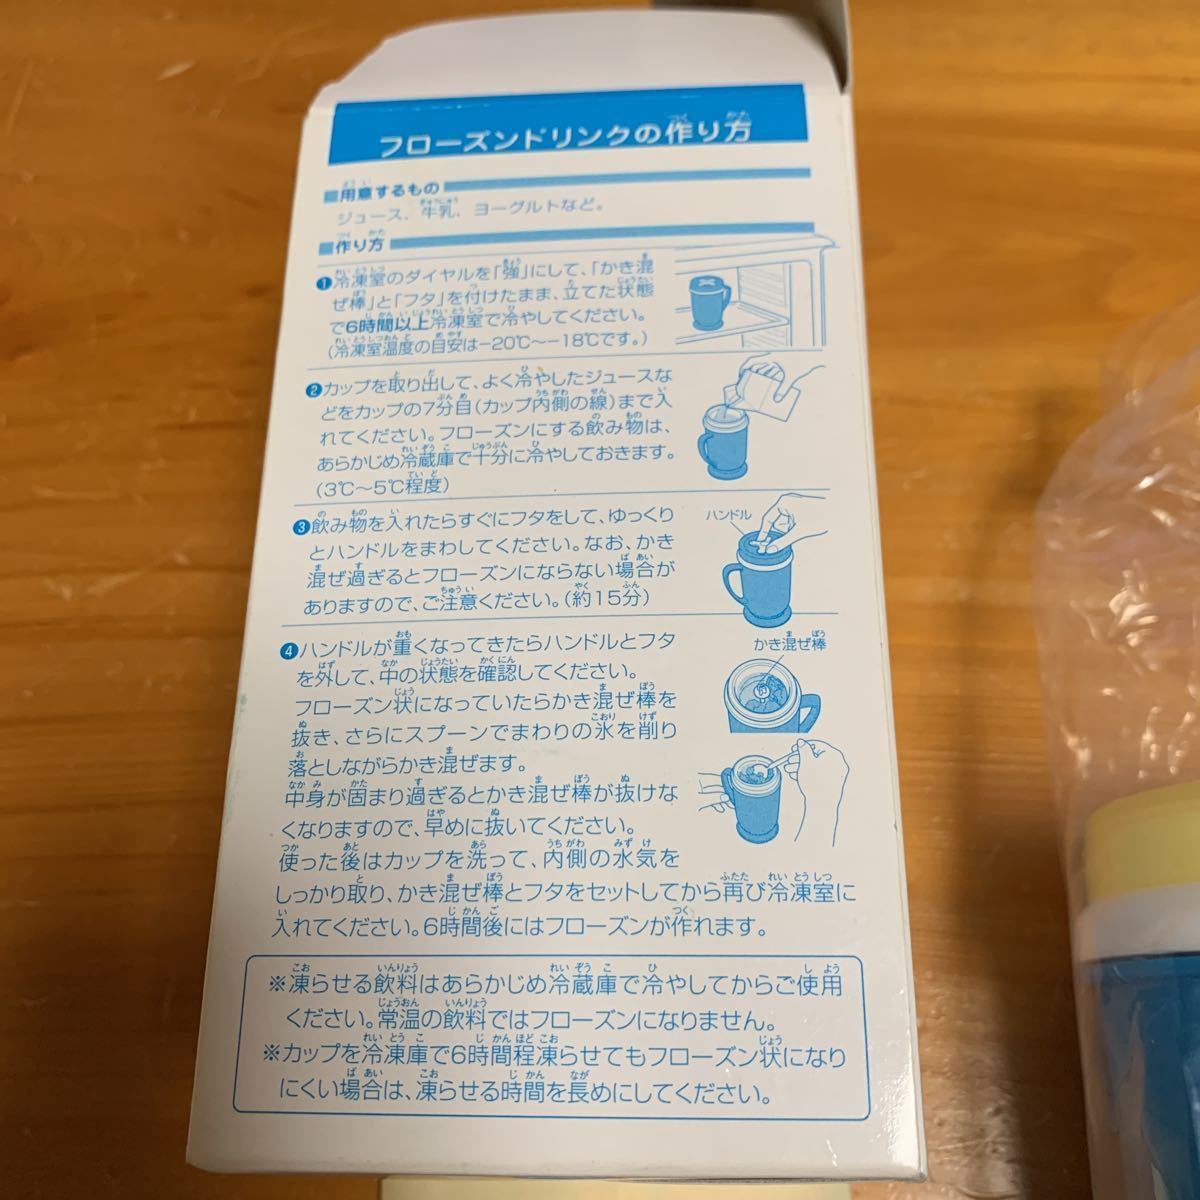 フローズンドリンクの作り方
■用意するもの
ジュース、牛乳、ヨーグルトなど。
■作り方
❶冷凍室のダイヤルを「強」にして、「かき混
ぜ棒」と「フタ」を付けたまま、立てた状態
で6時間以上冷凍室で冷やしてください。
(冷凍室温度の目安は−20℃〜−18℃です。)
❷カップを取り出して、よく冷やしたジュースな
どをカップの7分目(カップ内側の線)まで入
れてください。フローズンにする飲み物は、
あらかじめ冷蔵庫で十分に冷やしておきます。
(3℃〜5℃程度)
❸飲み物を入れたらすぐにフタをして、ゆっくり
とハンドルをまわしてください。なお、かき
混ぜ過ぎるとフローズンにならない場合が
ありますので、ご注意ください。(約15分)
ハンドル
❹ハンドルが重くなってきたらハンドルとフタ
を外して、中の状態を確認してください。
フローズン状になっていたらかき混ぜ棒を
抜き、さらにスプーンでまわりの氷を削り
落としながらかき混ぜます。
中身が固まり過ぎるとかき混ぜ棒が抜けな
くなりますので、早めに抜いてください。
使った後はカップを洗って、内側の水気を
しっかり取り、かき混ぜ棒とフタをセットしてから再び冷凍室に
入れてください。6時間後にはフローズンが作れます。
かき混ぜ棒
※凍らせる飲料はあらかじめ冷蔵庫で冷やしてからご使用
ください。常温の飲料ではフローズンになりません。
※カップを冷凍庫で6時間程凍らせてもフローズン状になり
にくい場合は、凍らせる時間を長めにしてください。